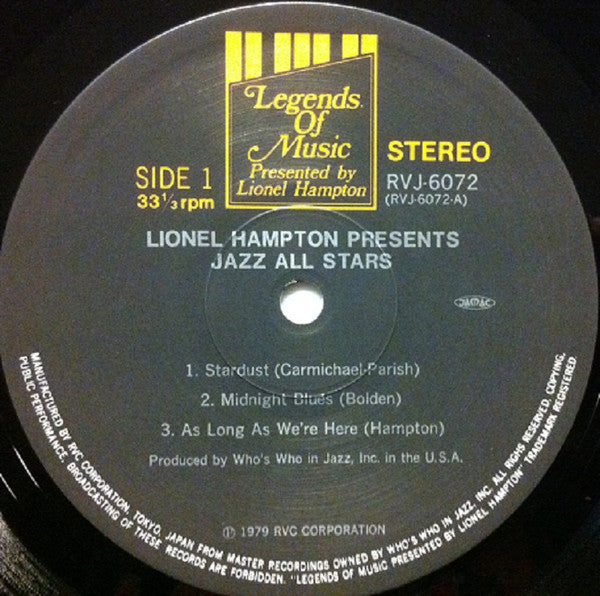 Legends
Of
Music
Presented by
Lionel Hampton
SIDE 1
33 1/3 rpm
STEREO
RVJ-6072
(RVJ-6072-A)
LIONEL HAMPTON PRESENTS
JAZZ ALL STARS
JASRAC
1. Stardust (Carmichael-Parish)
2. Midnight Blues (Bolden)
3. As Long As We're Here (Hampton)
Produced by Who's Who in Jazz, Inc. in the U.S.A.
Ⓟ 1979 RVC CORPORATION
MANUFACTURED BY RVC CORPORATION, TOKYO, JAPAN FROM MASTER RECORDINGS OWNED BY WHO'S WHO IN JAZZ, INC. ALL RIGHTS RESERVED, COPYING,
PUBLIC PERFORMANCE, BROADCASTING OF THESE RECORDS ARE FORBIDDEN. "LEGENDS OF MUSIC PRESENTED BY LIONEL HAMPTON" TRADEMARK REGISTERED.